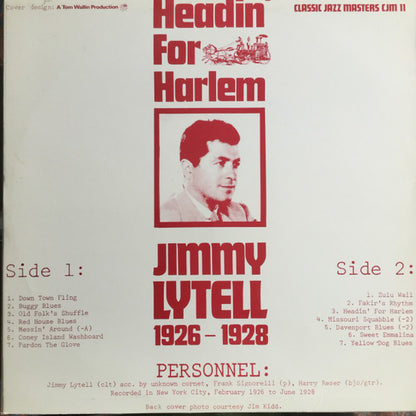 Cover design: A Tom Wallin Production
CLASSIC JAZZ MASTERS CJM 11
Headin'
For
Harlem
JIMMY
LYTELL
1926-1928
Side 1:
1. Down Town Fling
2. Buggy Blues
3. Old Folk's Shuffle
4. Red House Blues
5. Messin' Around (-A)
6. Coney Island Washboard
7. Pardon The Glove
Side 2:
1. Zulu Wail
2. Fakir's Rhythm
3. Headin' For Harlem
4. Missouri Squabble (-2)
5. Davenport Blues (-2)
6. Sweet Emmalina
7. Yellow Dog Blues
PERSONNEL:
Jimmy Lytell (clt) acc. by unknown cornet, Frank Signorelli (p), Harry Reser (bjo/gtr).
Recorded in New York City, February 1926 to June 1928
Back cover photo courtesy Jim Kidd.